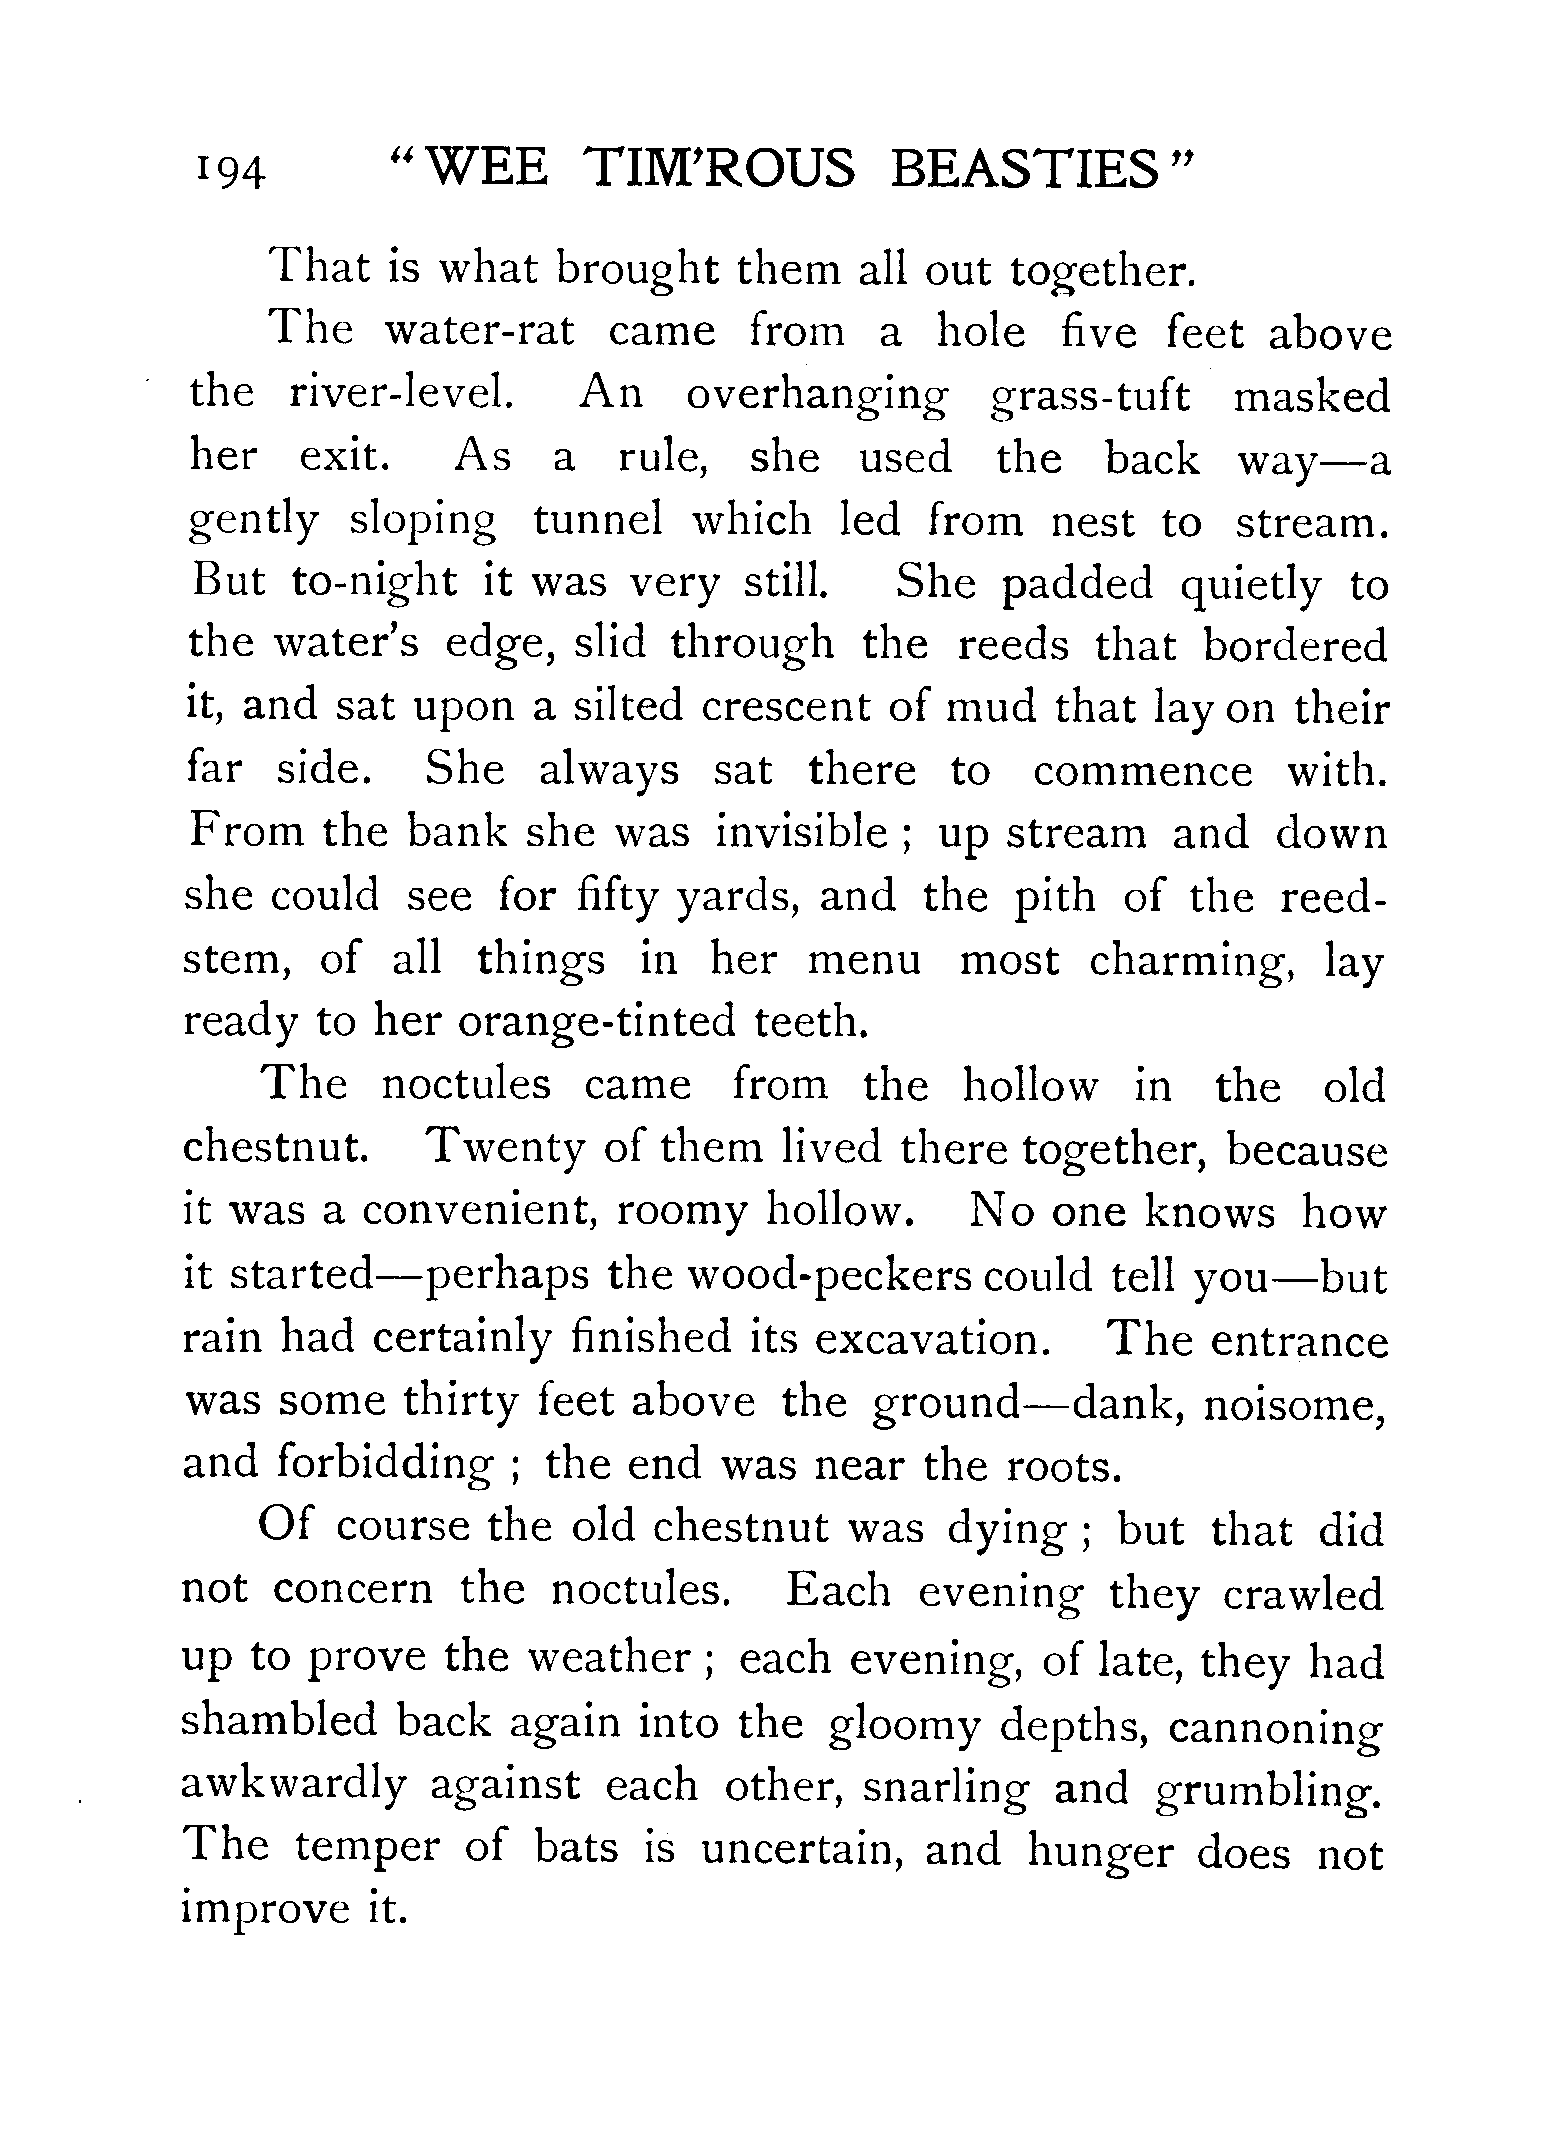 194 "WEE TIM'ROUS BEASTIES"
That is what brought them all out together.
The water-rat came from a hole five feet above
the river-level. An overhanging grass-tuft masked
her exit. As a rule, she used the back way—a
gently sloping tunnel which led from nest to stream.
But to-night it was very still. She padded quietly to
the water's edge, slid through the reeds that bordered
it, and sat upon a silted crescent of mud that lay on their
far side. She always sat there to commence with.
From the bank she was invisible ; up stream and down
she could see for fifty yards, and the pith of the reed-
stem, of all things in her menu most charming, lay
ready to her orange-tinted teeth.
The noctules came from the hollow in the old
chestnut. Twenty of them lived there together, because
it was a convenient, roomy hollow. No one knows how
it started—perhaps the wood-peckers could tell you—but
rain had certainly finished its excavation. The entrance
was some thirty feet above the ground—dank, noisome,
and forbidding ; the end was near the roots.
Of course the old chestnut was dying ; but that did
not concern the noctules. Each evening they crawled
up to prove the weather ; each evening, of late, they had
shambled back again into the gloomy depths, cannoning
awkwardly against each other, snarling and grumbling.
The temper of bats is uncertain, and hunger does not
improve it.